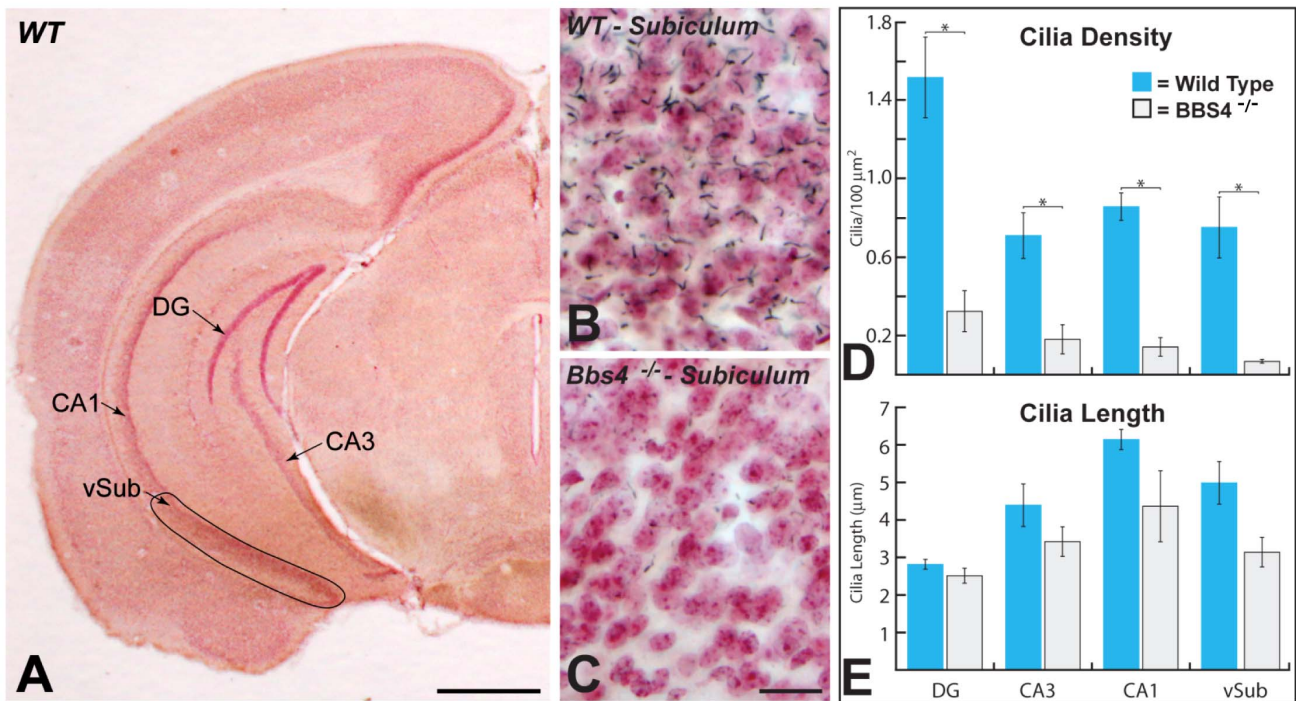 WT
DG
CA1
CA3
vSub
A
WT - Subiculum
B
Bbs4 -/- - Subiculum
C
Cilia Density
= Wild Type
= BBS4 -/-
Cilia/100 µm²
1.8
1.4
1.0
0.6
0.2
*
*
*
*
D
Cilia Length
Cilia Length (µm)
7
6
5
4
3
2
1
DG CA3 CA1 vSub
E